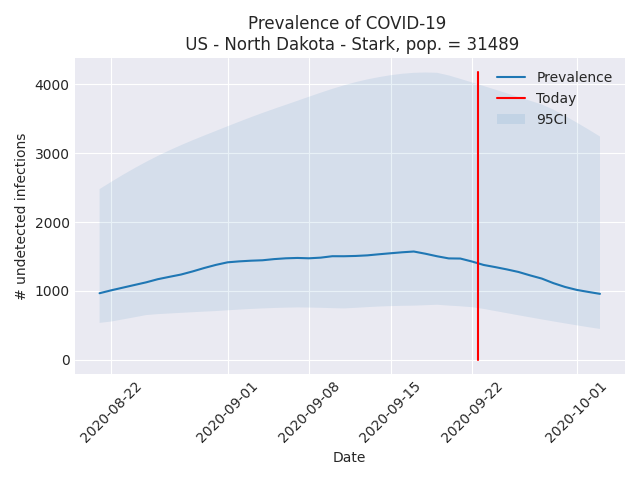 Prevalence of COVID-19
US - North Dakota - Stark, pop. = 31489
# undetected infections
4000
3000
2000
1000
0
Prevalence
Today
95CI
2020-08-22
2020-09-01
2020-09-08
2020-09-15
2020-09-22
2020-10-01
Date